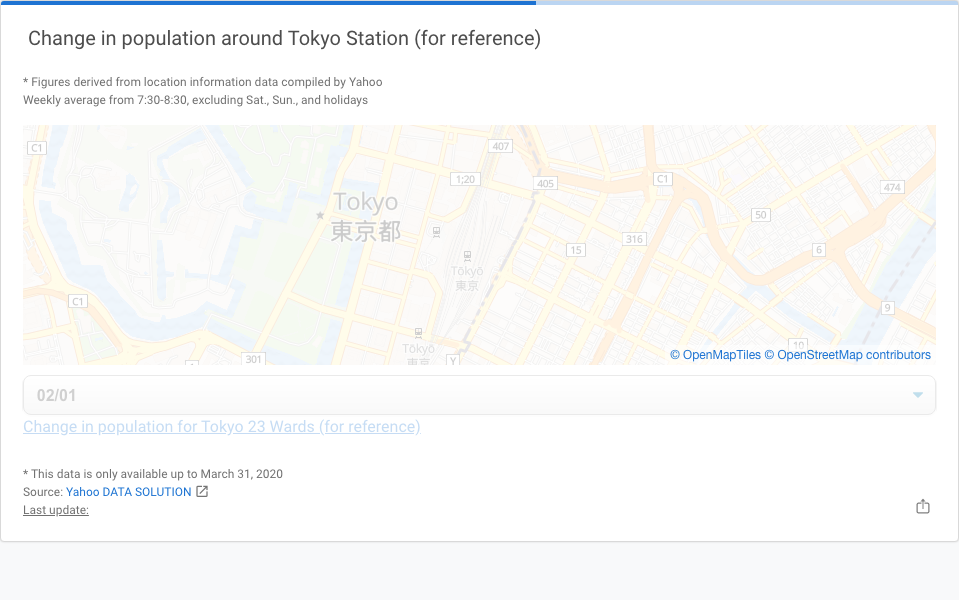 Change in population around Tokyo Station (for reference)
* Figures derived from location information data compiled by Yahoo
Weekly average from 7:30-8:30, excluding Sat., Sun., and holidays
C1
407
1;20
405
C1
474
Tokyo
東京都
50
316
15
6
Tōkyō
東京
C1
9
Tōkyō
東京
10
301
1
Y
© OpenMapTiles © OpenStreetMap contributors
02/01
Change in population for Tokyo 23 Wards (for reference)
* This data is only available up to March 31, 2020
Source: Yahoo DATA SOLUTION
Last update: